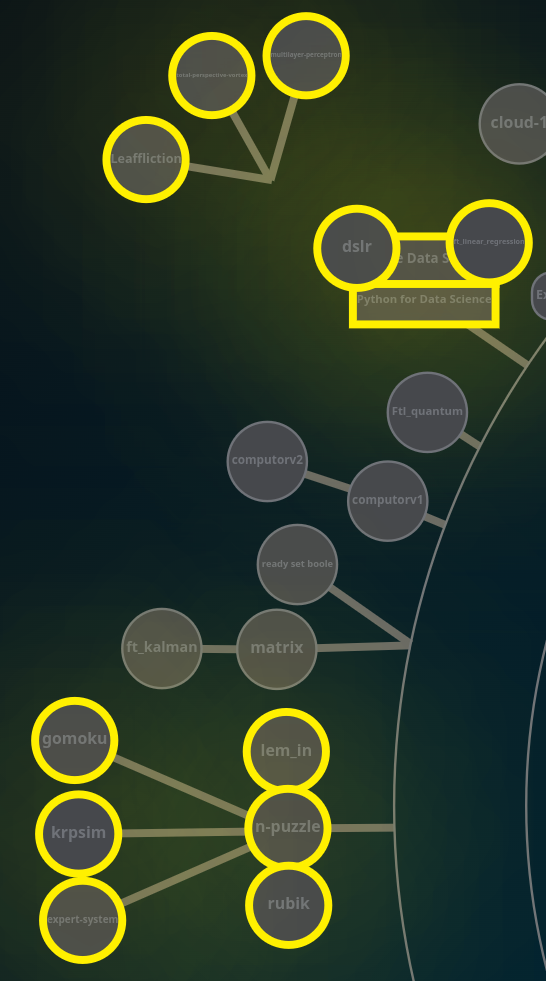 multilayer-perceptron
total-perspective-vortex
cloud-1
Leaffliction
dslr
ft_linear_regression
e Data S
Ex
Python for Data Science
Ftl_quantum
computorv2
computorv1
ready set boole
ft_kalman
matrix
gomoku
lem_in
n-puzzle
krpsim
rubik
expert-system